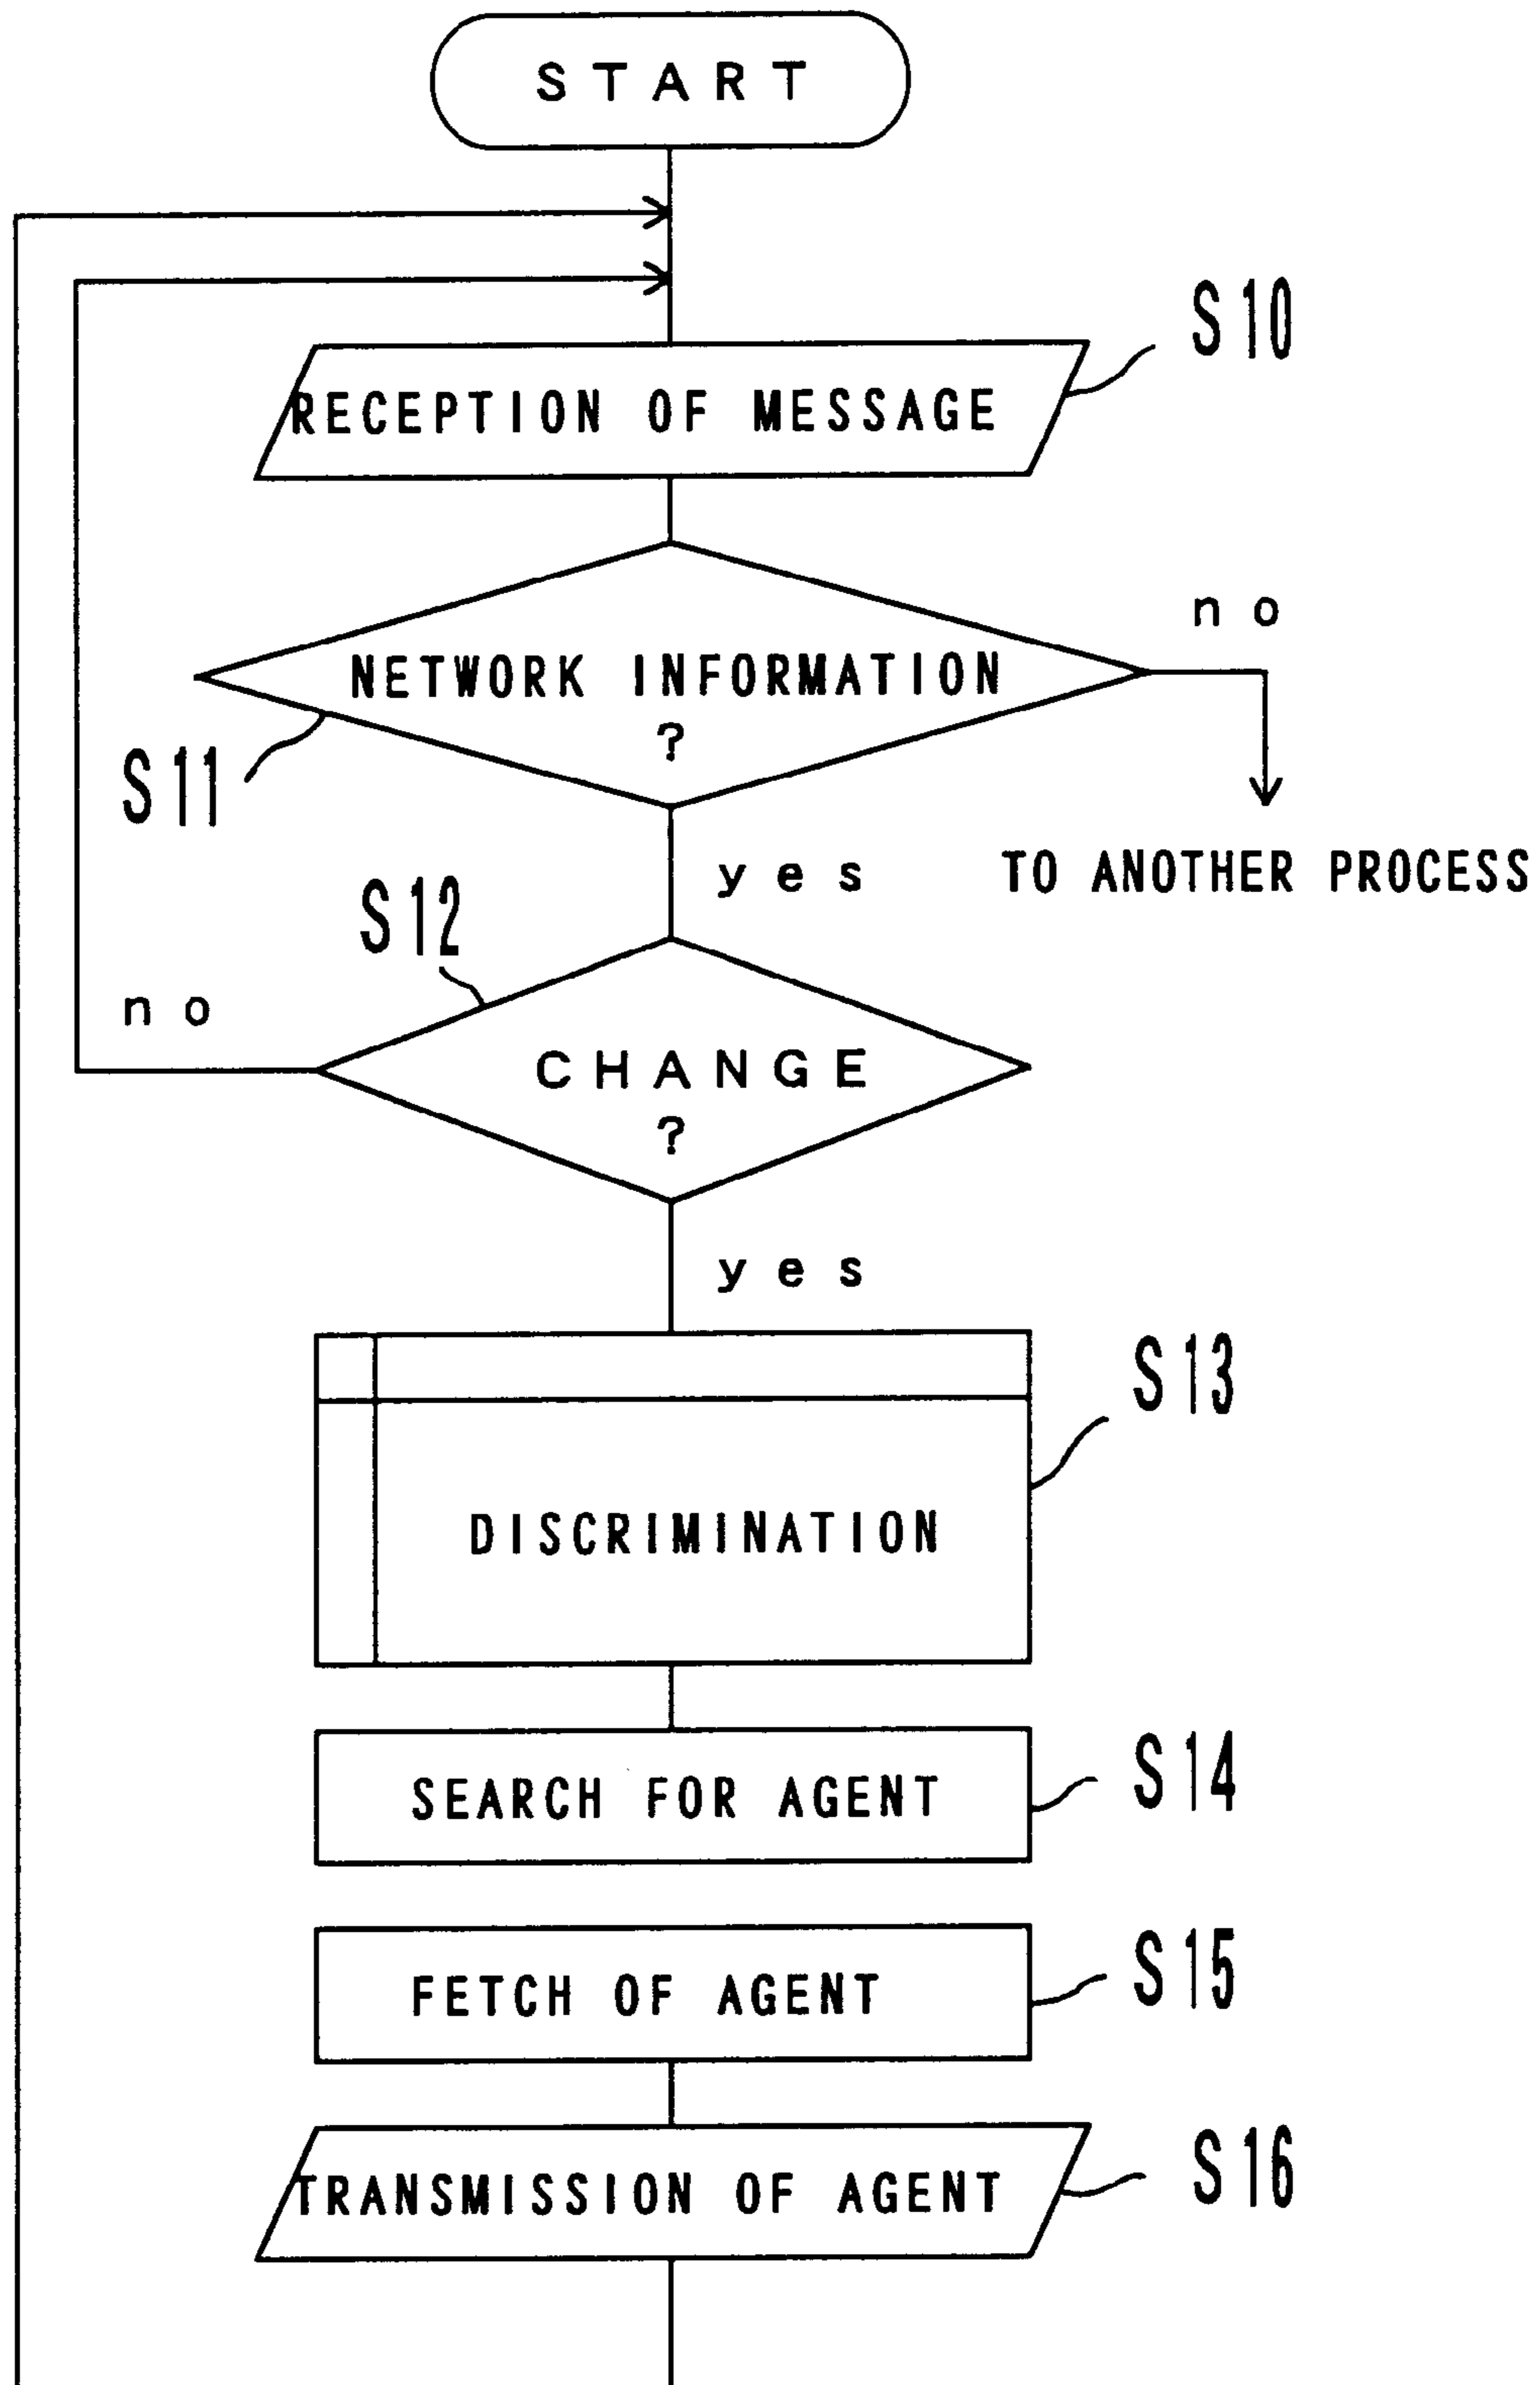 START
S10
RECEPTION OF MESSAGE
no
NETWORK INFORMATION
?
S11
yes
TO ANOTHER PROCESS
S12
no
CHANGE
?
yes
S13
DISCRIMINATION
S14
SEARCH FOR AGENT
S15
FETCH OF AGENT
S16
TRANSMISSION OF AGENT